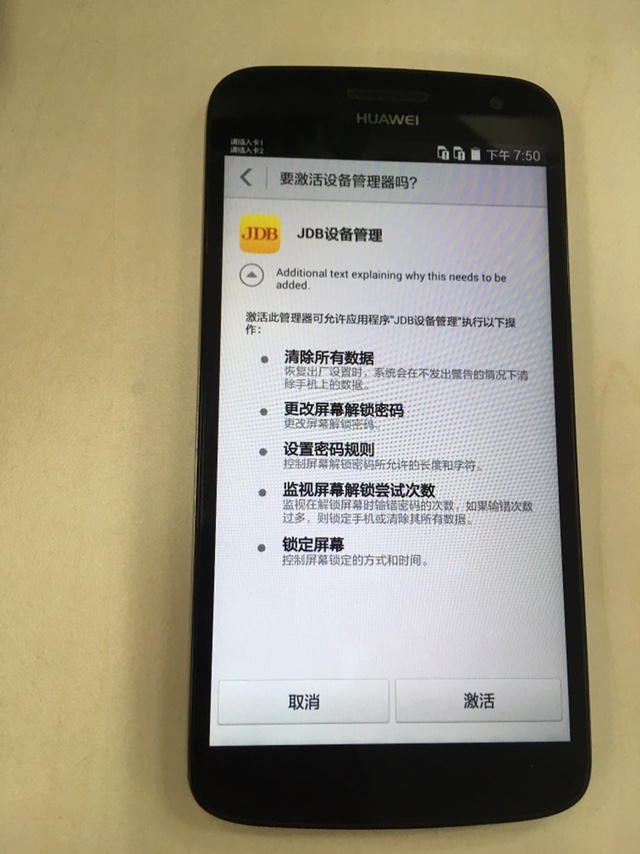 HUAWEI
请插入卡1
请插入卡2
下午 7:50
要激活设备管理器吗?
JDB
JDB设备管理
Additional text explaining why this needs to be
added.
激活此管理器可允许应用程序“JDB设备管理”执行以下操
作:
清除所有数据
恢复出厂设置时，系统会在不发出警告的情况下清
除手机上的数据。
更改屏幕解锁密码
更改屏幕解锁密码。
设置密码规则
控制屏幕解锁密码所允许的长度和字符。
监视屏幕解锁尝试次数
监视在解锁屏幕时输错密码的次数，如果输错次数
过多，则锁定手机或清除其所有数据。
锁定屏幕
控制屏幕锁定的方式和时间。
取消
激活